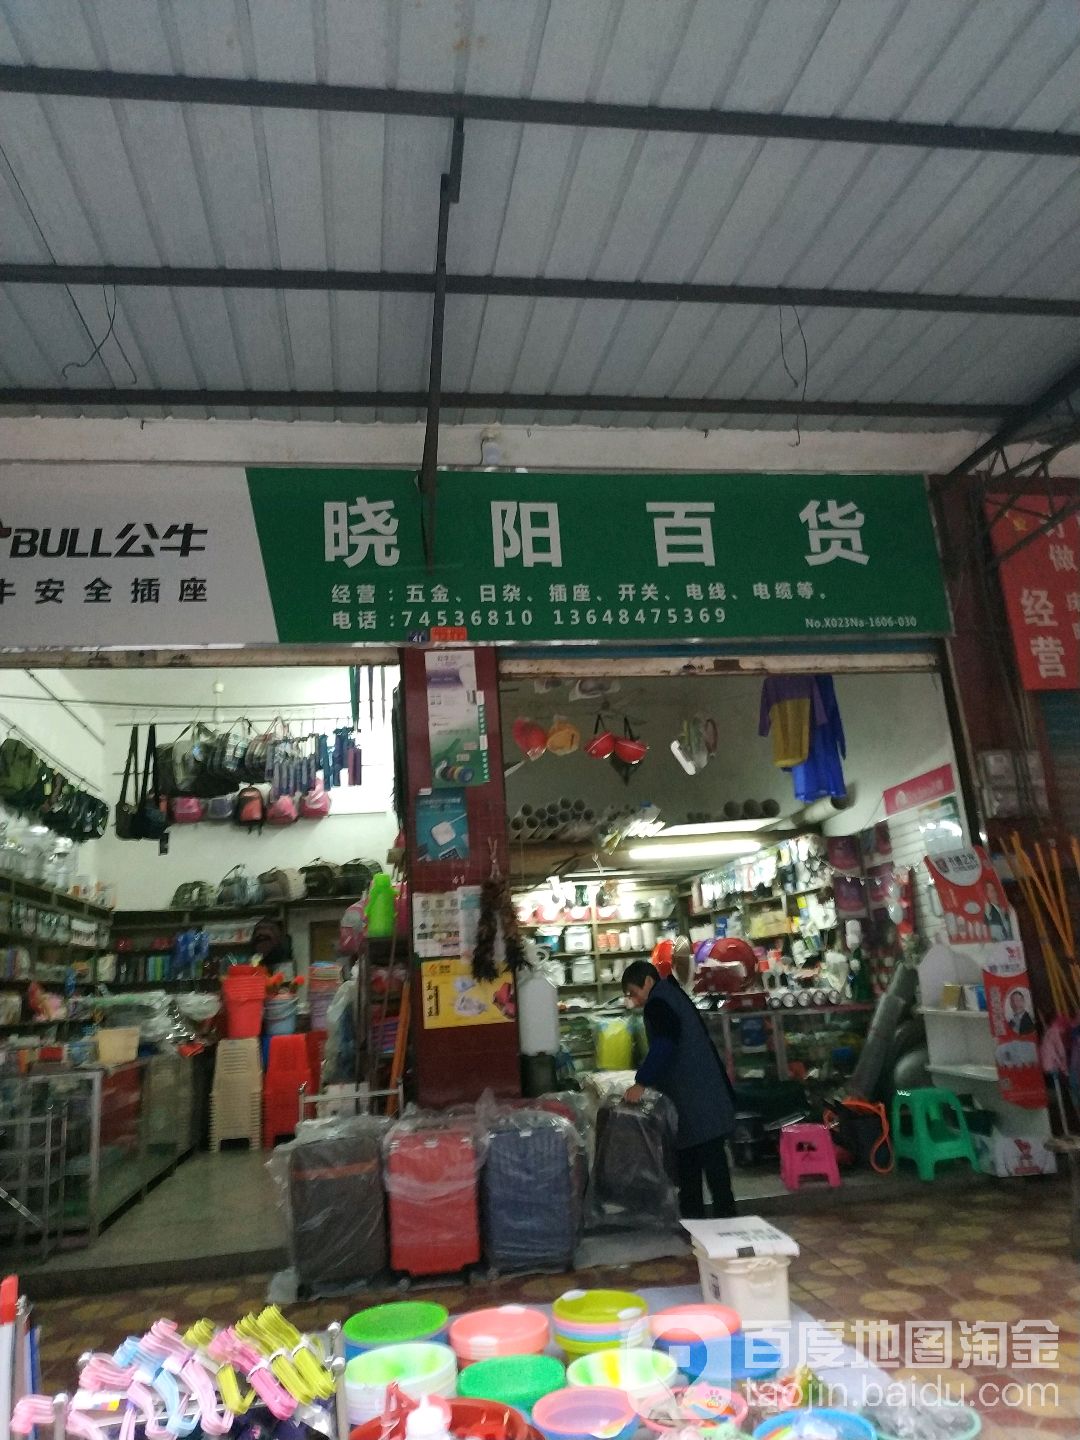 BULL公牛
牛安全插座
晓阳百货
经营：五金、日杂、插座、开关、电线、电缆等。
电话：74536810 13648475369
No.X023Na-1606-030
做
经
营
百度地图淘金
taojin.baidu.com